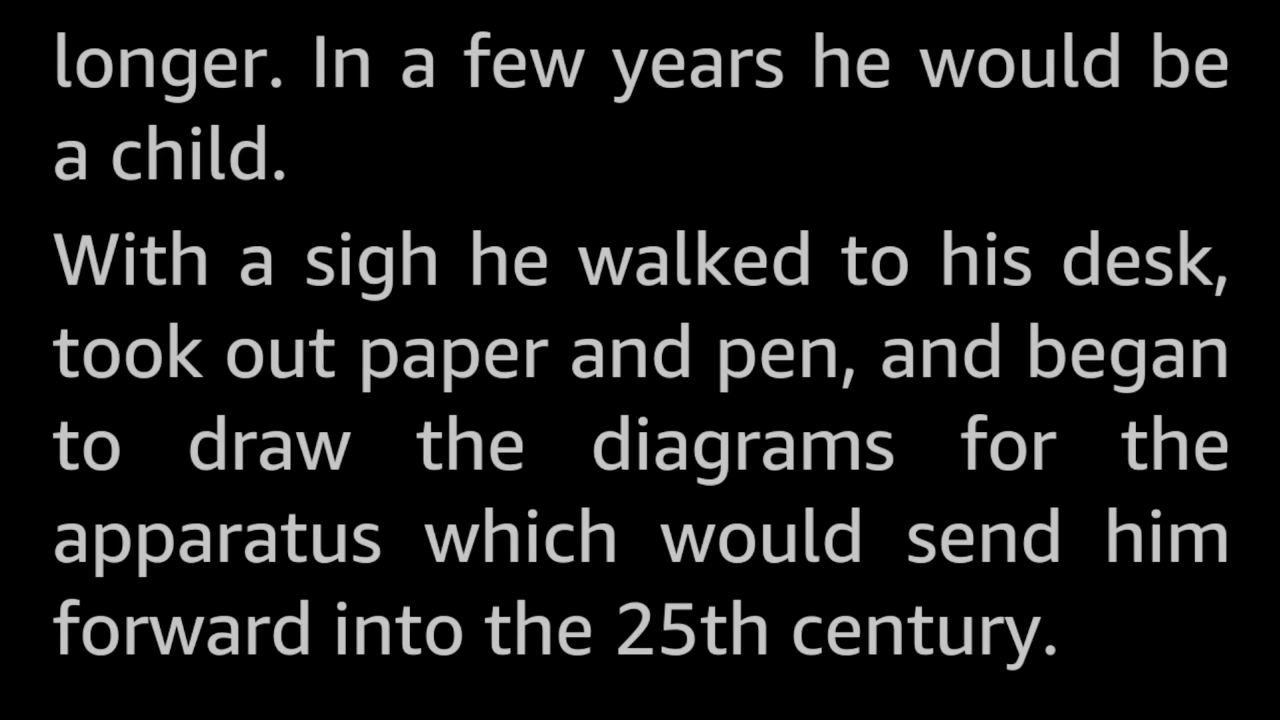 longer. In a few years he would be
a child.
With a sigh he walked to his desk,
took out paper and pen, and began
to draw the diagrams for the
apparatus which would send him
forward into the 25th century.